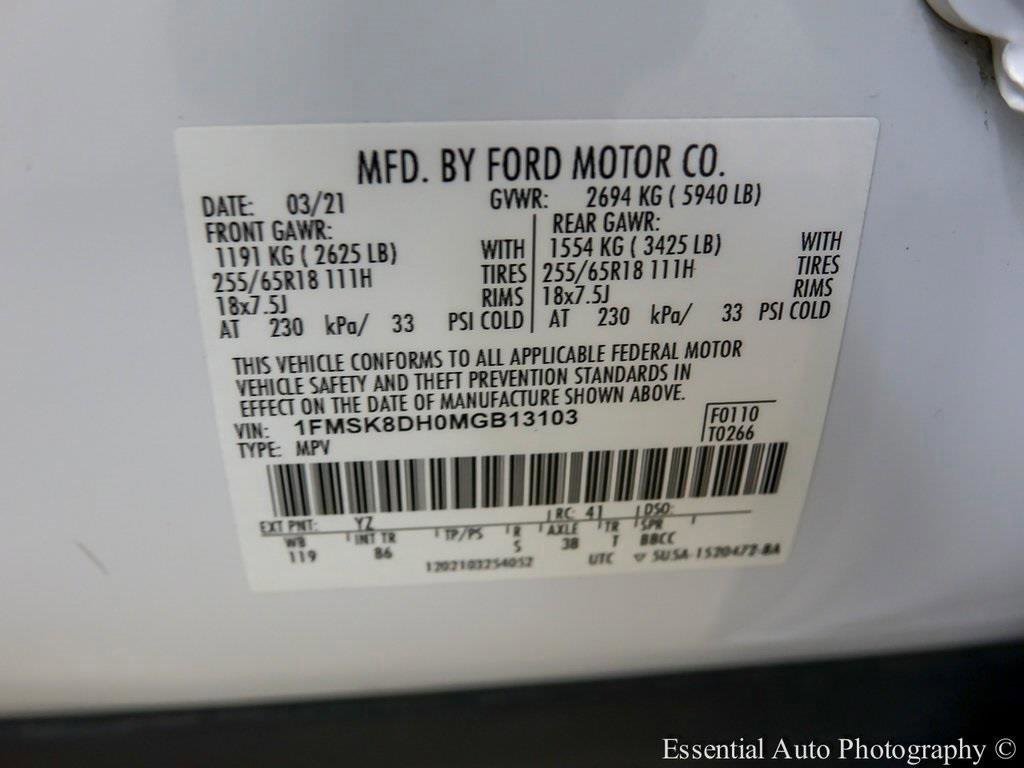 MFD. BY FORD MOTOR CO.
DATE: 03/21 GVWR: 2694 KG ( 5940 LB)
FRONT GAWR: REAR GAWR:
1191 KG ( 2625 LB) WITH 1554 KG ( 3425 LB) WITH
255/65R18 111H TIRES 255/65R18 111H TIRES
18x7.5J RIMS 18x7.5J RIMS
AT 230 kPa/ 33 PSI COLD AT 230 kPa/ 33 PSI COLD
THIS VEHICLE CONFORMS TO ALL APPLICABLE FEDERAL MOTOR
VEHICLE SAFETY AND THEFT PREVENTION STANDARDS IN
EFFECT ON THE DATE OF MANUFACTURE SHOWN ABOVE.
VIN: 1FMSK8DH0MGB13103 F0110
TYPE: MPV T0266
EXT PNT: YZ RC: 41 DSO:
WB INT TR TP/PS R AXLE TR SPR
119 86 S 38 T BBCC
1202103254052 UTC ▽ 5U5A-1520472-BA
Essential Auto Photography ©